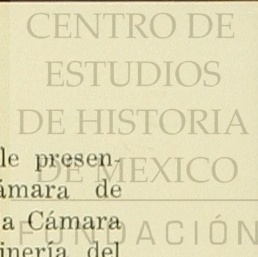 CENTRO DE
ESTUDIOS
DE HISTORIA
DE MEXICO
FUNDACIÓN
le presen-
ámara de
a Cámara
inería del